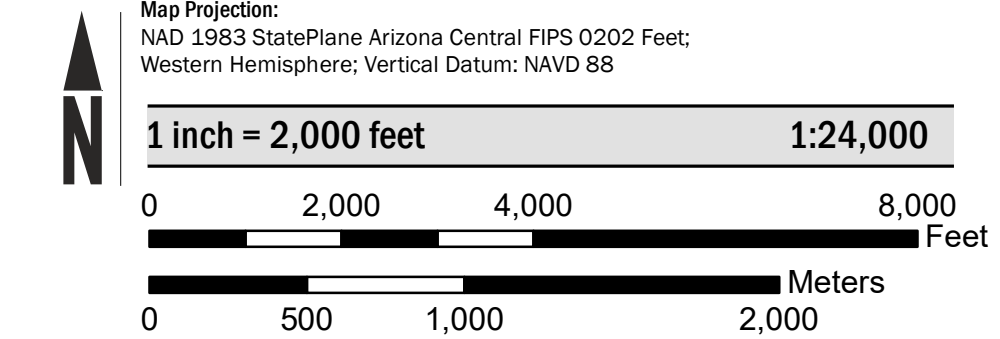 Map Projection:
NAD 1983 StatePlane Arizona Central FIPS 0202 Feet;
Western Hemisphere; Vertical Datum: NAVD 88
N
1 inch = 2,000 feet 1:24,000
0 2,000 4,000 8,000
Feet
Meters
0 500 1,000 2,000